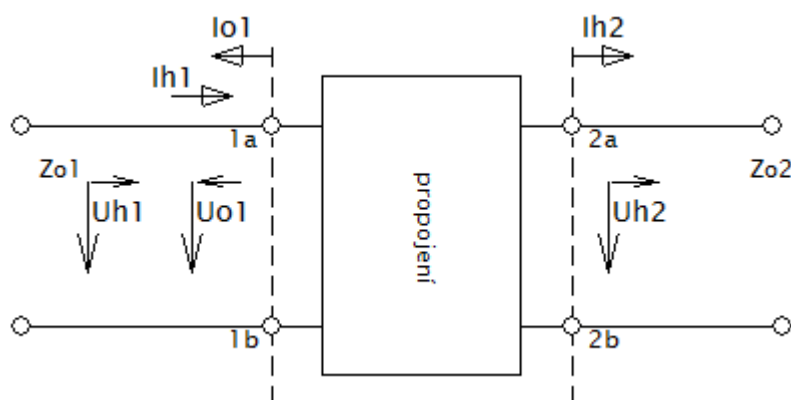 Io1
Ih2
Ih1
1a
2a
Zo1
Zo2
Uh1
Uo1
Uh2
propojení
1b
2b